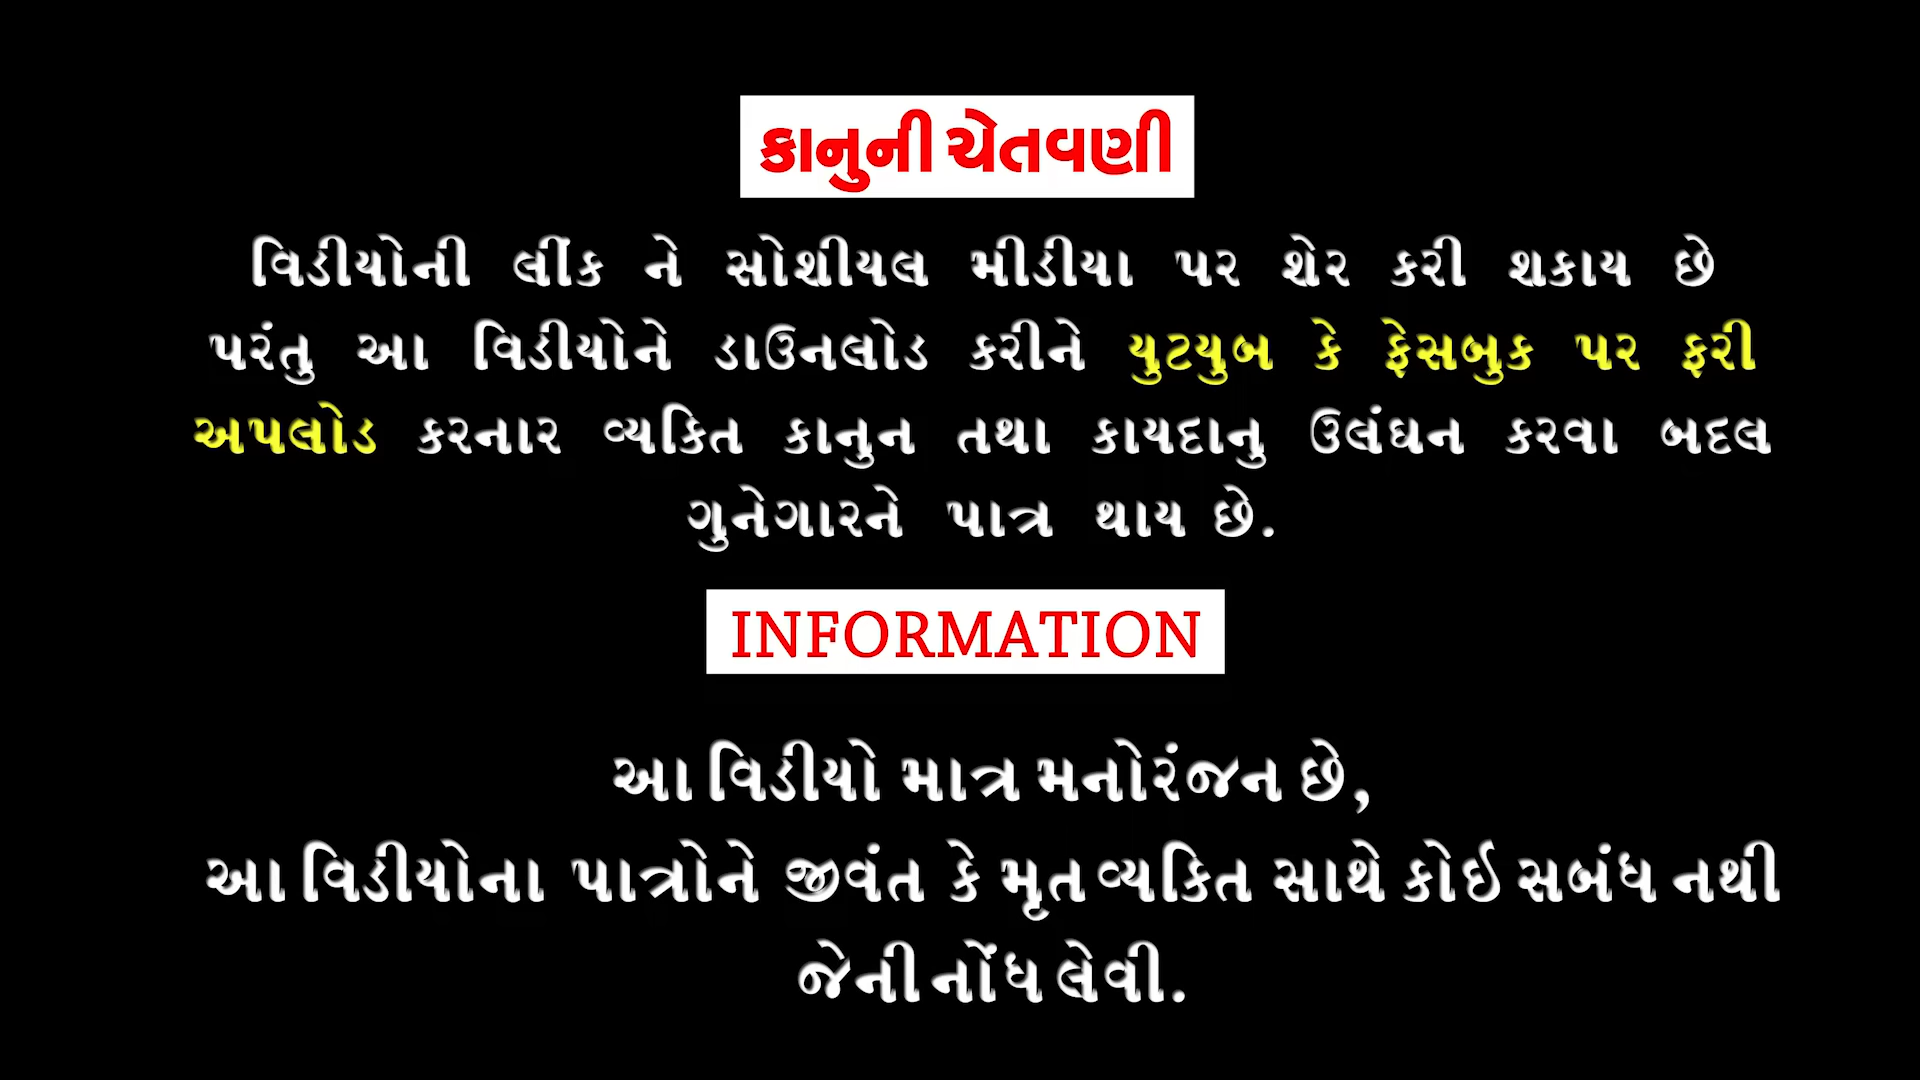 કાનુની ચેતવણી
વિડીયોની લીંક ને સોશીયલ મીડીયા પર શેર કરી શકાય છે
પરંતુ આ વિડીયોને ડાઉનલોડ કરીને યુટયુબ કે ફેસબુક પર ફરી
અપલોડ કરનાર વ્યકિત કાનુન તથા કાયદાનુ ઉલંઘન કરવા બદલ
ગુનેગારને પાત્ર થાય છે.
INFORMATION
આ વિડીયો માત્ર મનોરંજન છે,
આ વિડીયોના પાત્રોને જીવંત કે મૃત વ્યકિત સાથે કોઇ સબંધ નથી
જેની નોંધ લેવી.